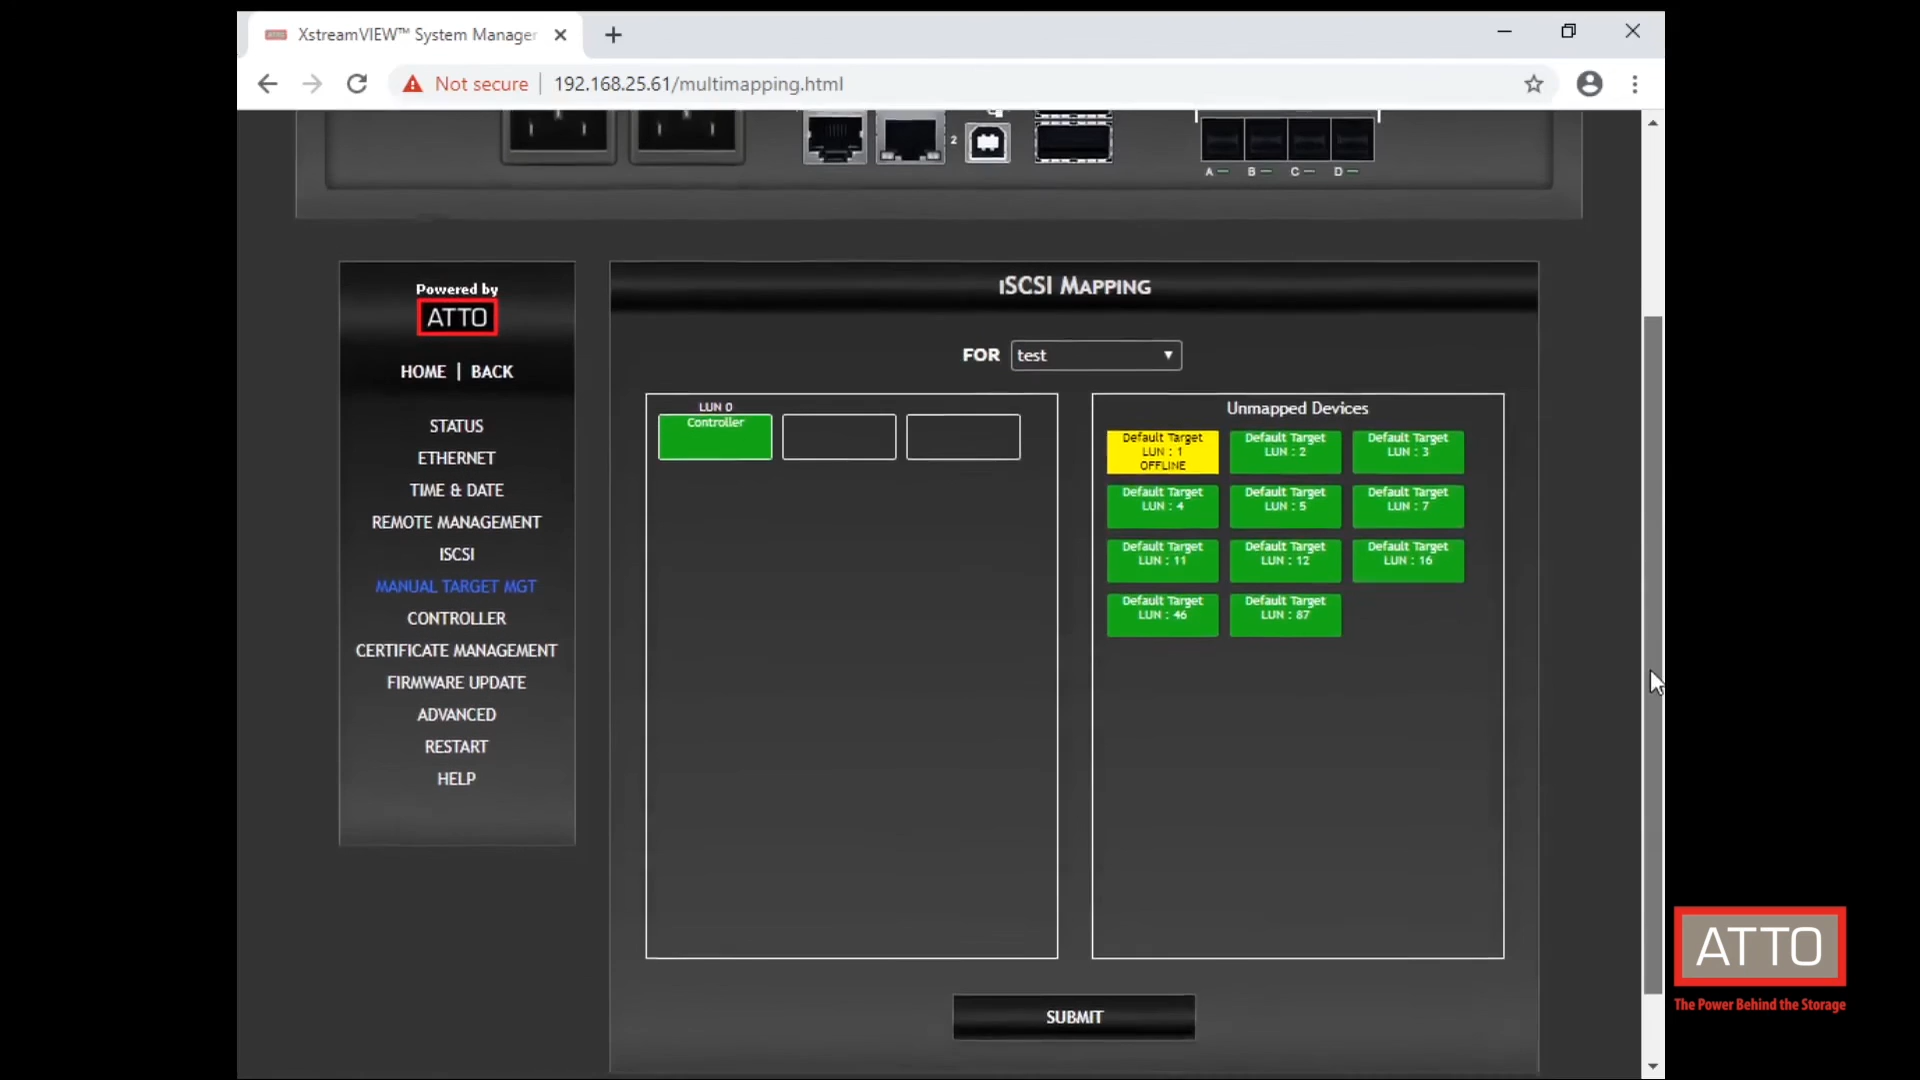 XstreamVIEW™ System Manager
Not secure
192.168.25.61/multimapping.html
2
A
B
C
D
Powered by
ATTO
HOME | BACK
STATUS
ETHERNET
TIME & DATE
REMOTE MANAGEMENT
ISCSI
MANUAL TARGET MGT
CONTROLLER
CERTIFICATE MANAGEMENT
FIRMWARE UPDATE
ADVANCED
RESTART
HELP
iSCSI Mapping
FOR
test
LUN 0
Controller
Unmapped Devices
Default Target
LUN : 1
OFFLINE
Default Target
LUN : 2
Default Target
LUN : 3
Default Target
LUN : 4
Default Target
LUN : 5
Default Target
LUN : 7
Default Target
LUN : 11
Default Target
LUN : 12
Default Target
LUN : 16
Default Target
LUN : 46
Default Target
LUN : 87
SUBMIT
ATTO
The Power Behind the Storage